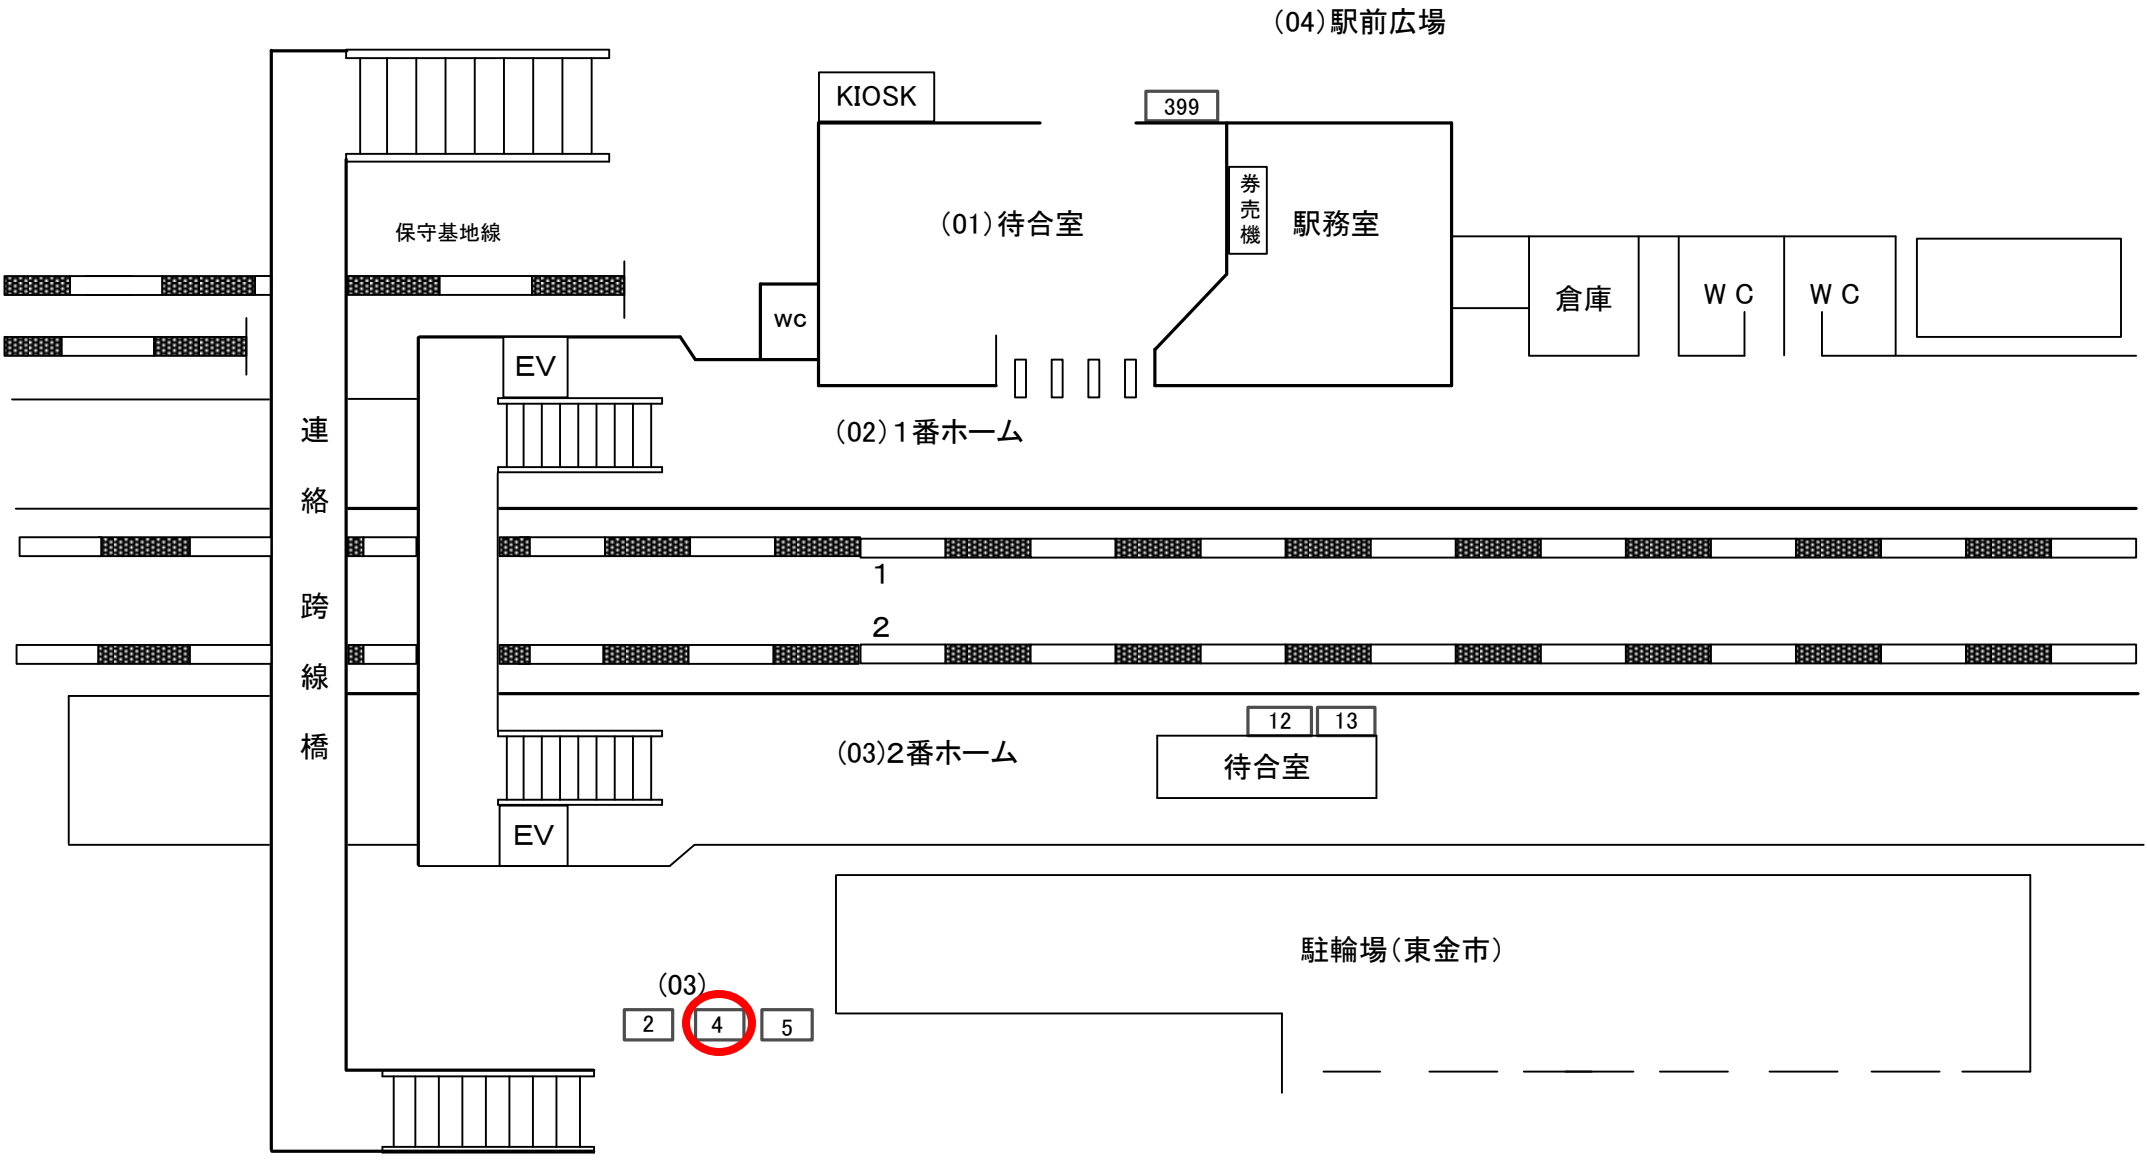 (04)駅前広場
KIOSK
399
(01)待合室
券売機
駅務室
保守基地線
倉庫
WC
WC
wc
EV
連絡跨線橋
(02)1番ホーム
1
2
12
13
(03)2番ホーム
待合室
EV
駐輪場(東金市)
(03)
2
4
5